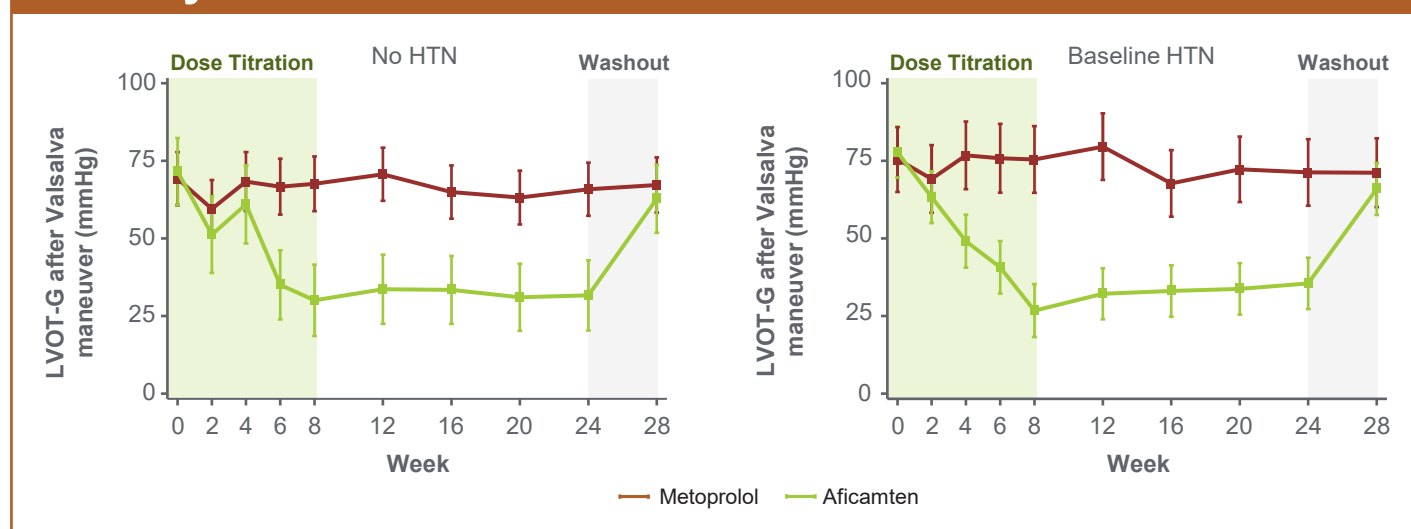 Dose Titration No HTN Washout
100
75
50
25
0
LVOT-G after Valsalva
maneuver (mmHg)
0 2 4 6 8 12 16 20 24 28
Week
Dose Titration Baseline HTN Washout
100
75
50
25
0
LVOT-G after Valsalva
maneuver (mmHg)
0 2 4 6 8 12 16 20 24 28
Week
Metoprolol Aficamten